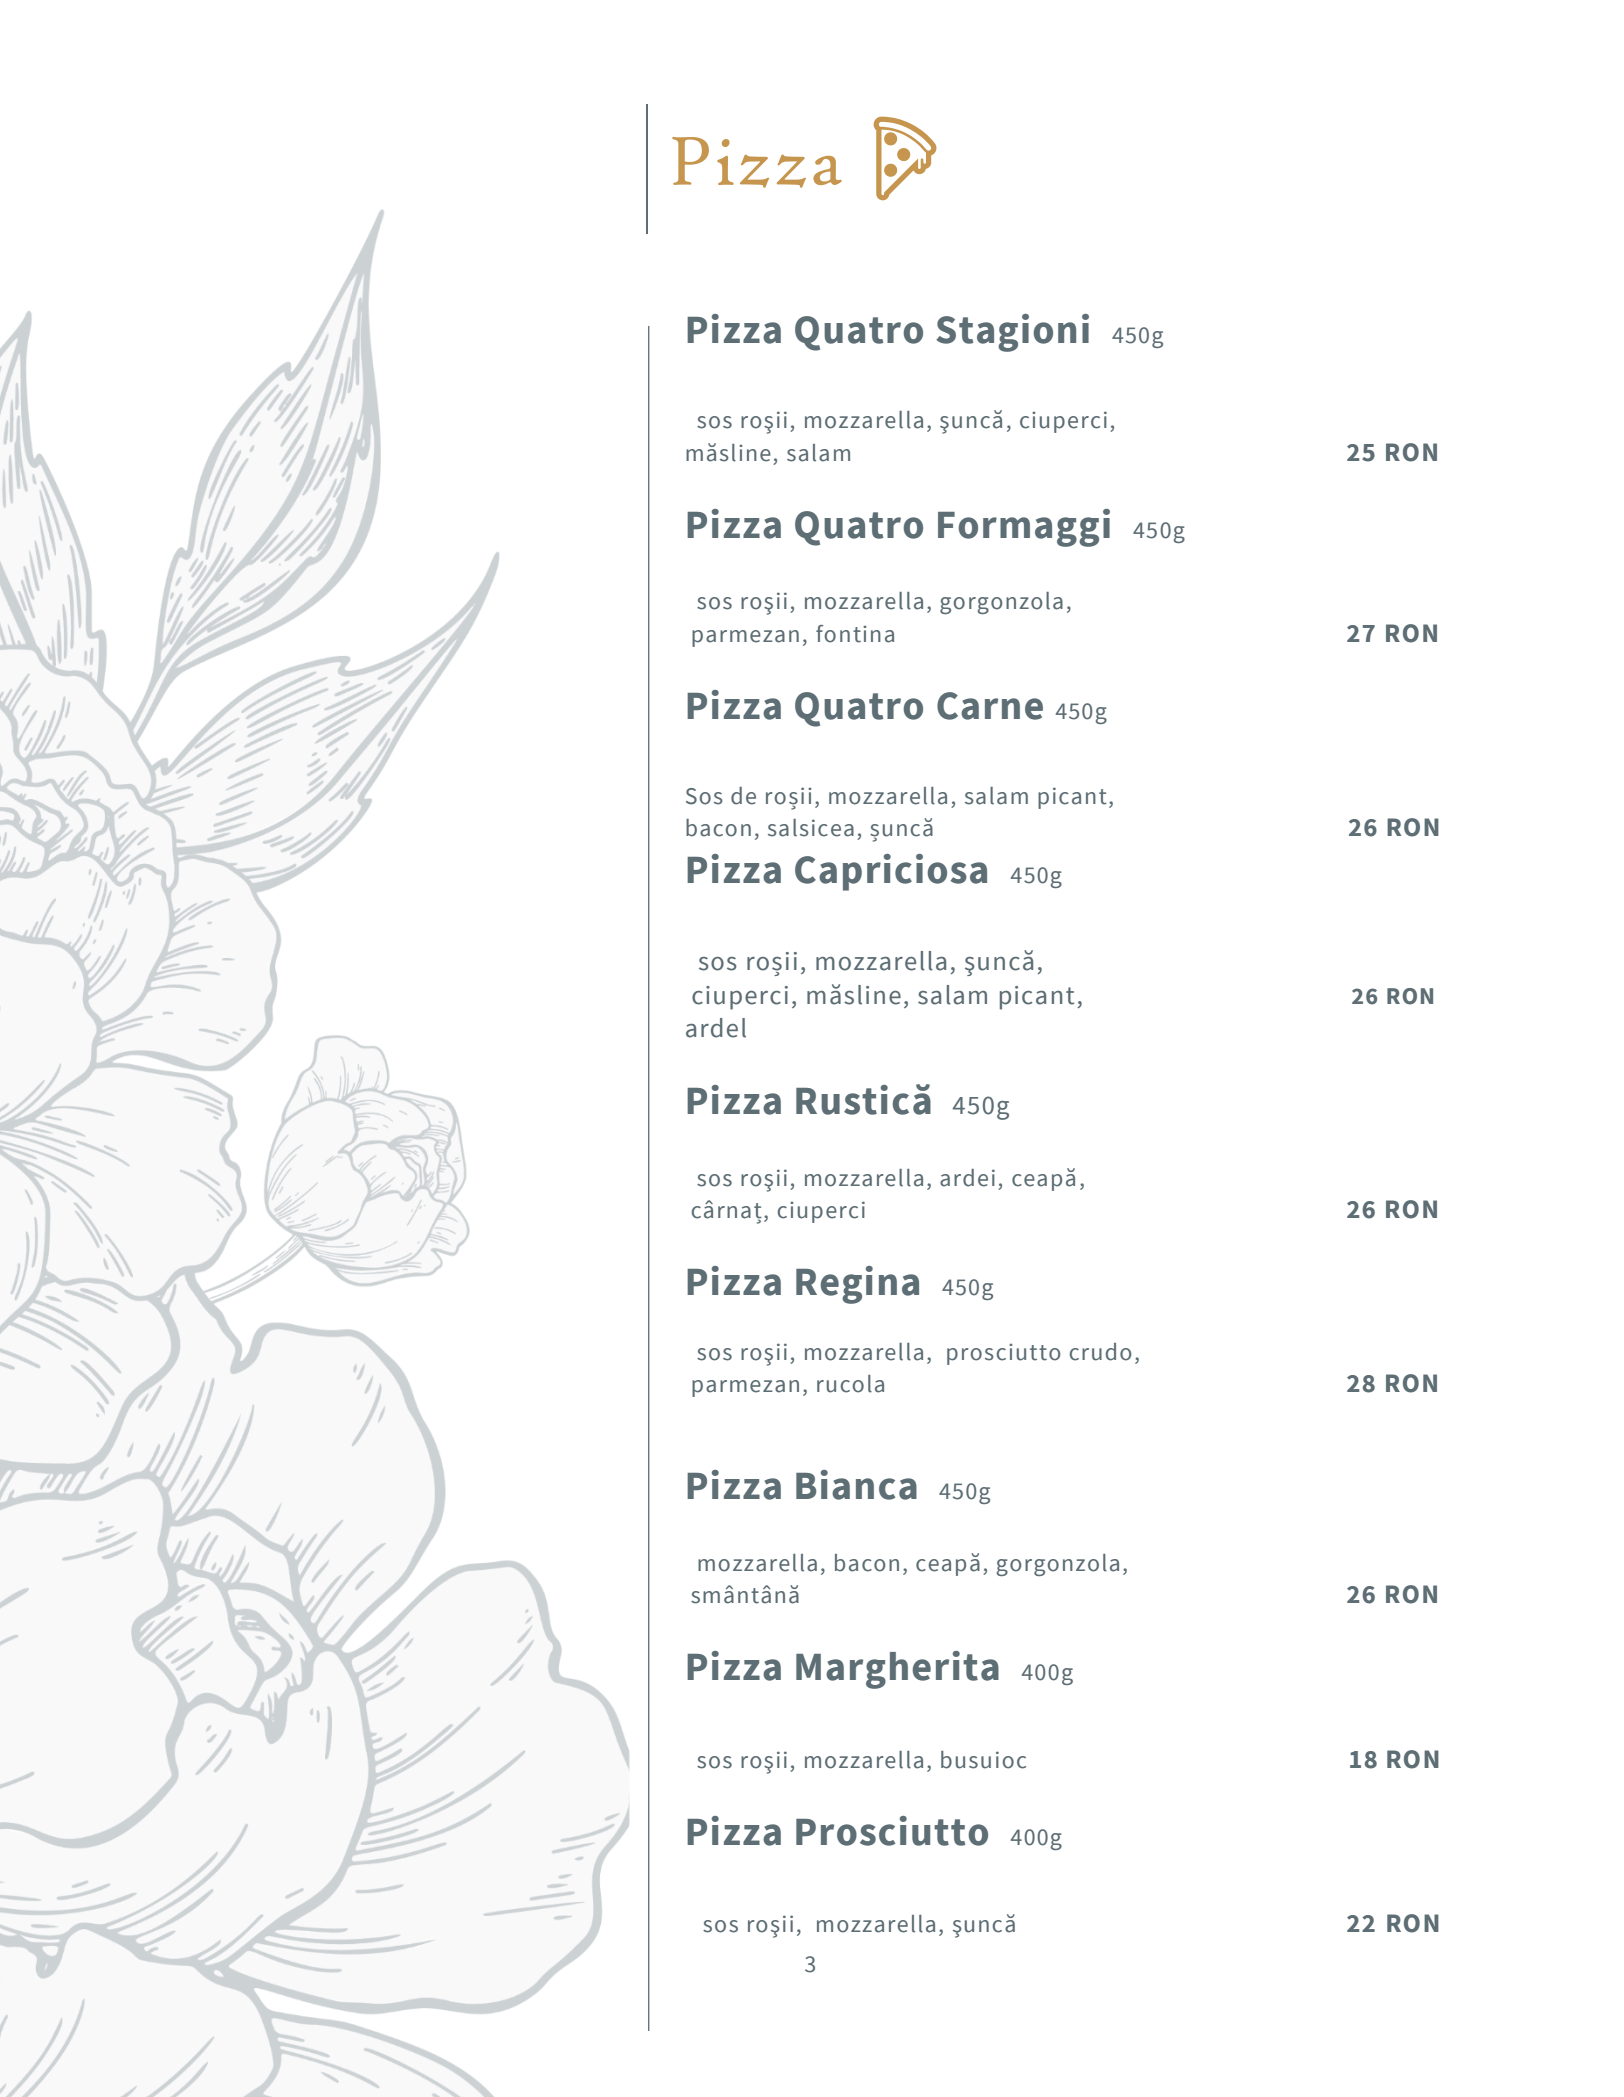 Pizza
Pizza Quatro Stagioni 450g
sos roşii, mozzarella, şuncă, ciuperci,
măsline, salam 25 RON
Pizza Quatro Formaggi 450g
sos roşii, mozzarella, gorgonzola,
parmezan, fontina 27 RON
Pizza Quatro Carne 450g
Sos de roșii, mozzarella, salam picant,
bacon, salsicea, șuncă 26 RON
Pizza Capriciosa 450g
sos roșii, mozzarella, şuncă,
ciuperci, măsline, salam picant, 26 RON
ardel
Pizza Rustică 450g
sos roşii, mozzarella, ardei, ceapă,
cârnaț, ciuperci 26 RON
Pizza Regina 450g
sos roşii, mozzarella, prosciutto crudo,
parmezan, rucola 28 RON
Pizza Bianca 450g
mozzarella, bacon, ceapă, gorgonzola,
smântână 26 RON
Pizza Margherita 400g
sos roşii, mozzarella, busuioc 18 RON
Pizza Prosciutto 400g
sos roşii, mozzarella, şuncă 22 RON
3